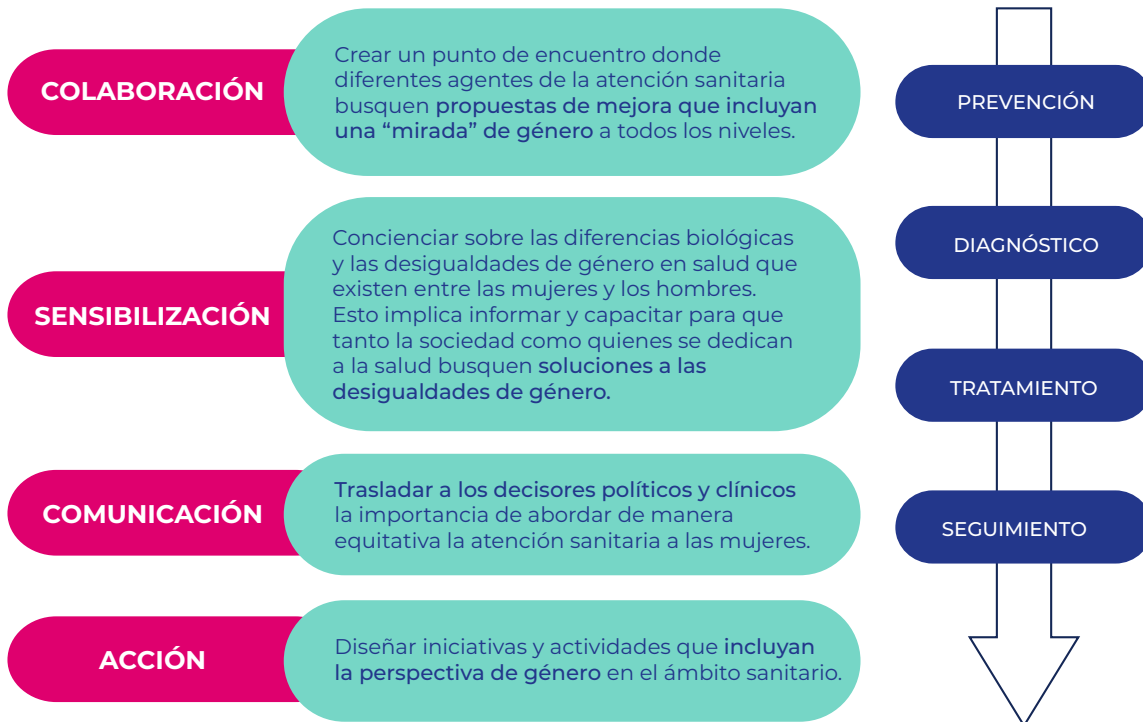 COLABORACIÓN
Crear un punto de encuentro donde
diferentes agentes de la atención sanitaria
busquen propuestas de mejora que incluyan
una “mirada” de género a todos los niveles.
SENSIBILIZACIÓN
Concienciar sobre las diferencias biológicas
y las desigualdades de género en salud que
existen entre las mujeres y los hombres.
Esto implica informar y capacitar para que
tanto la sociedad como quienes se dedican
a la salud busquen soluciones a las
desigualdades de género.
COMUNICACIÓN
Trasladar a los decisores políticos y clínicos
la importancia de abordar de manera
equitativa la atención sanitaria a las mujeres.
ACCIÓN
Diseñar iniciativas y actividades que incluyan
la perspectiva de género en el ámbito sanitario.
PREVENCIÓN
DIAGNÓSTICO
TRATAMIENTO
SEGUIMIENTO